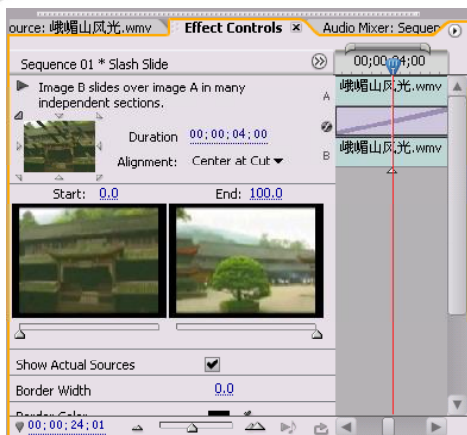 ource: 峨嵋山风光.wmv Effect Controls × Audio Mixer: Sequer
Sequence 01 * Slash Slide
00;00;04;00
Image B slides over image
A in many
independent sections.
峨嵋山风光.wmv
A
Duration 00;00;04;00
Alignment: Center at Cut
B
峨嵋山风光.wmv
Start: 0.0 End: 100.0
Show Actual Sources
Border Width 0.0
Border Color
00;00;24;01